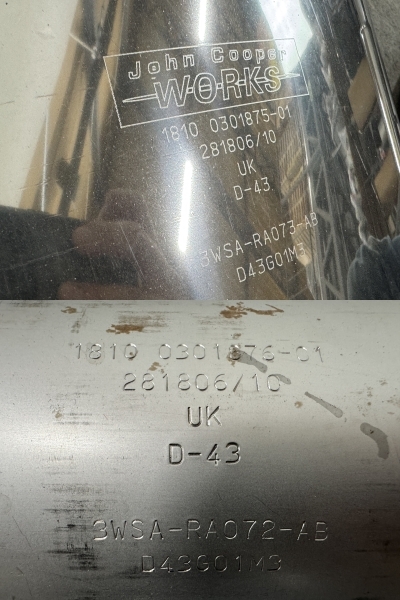 John Cooper
WORKS
1810 0301875-01
281806/10
UK
D-43
3WSA-RA073-AB
D43G01M3
1810 0301876-01
281806/10
UK
D-43
3WSA-RA072-AB
D43G01M3